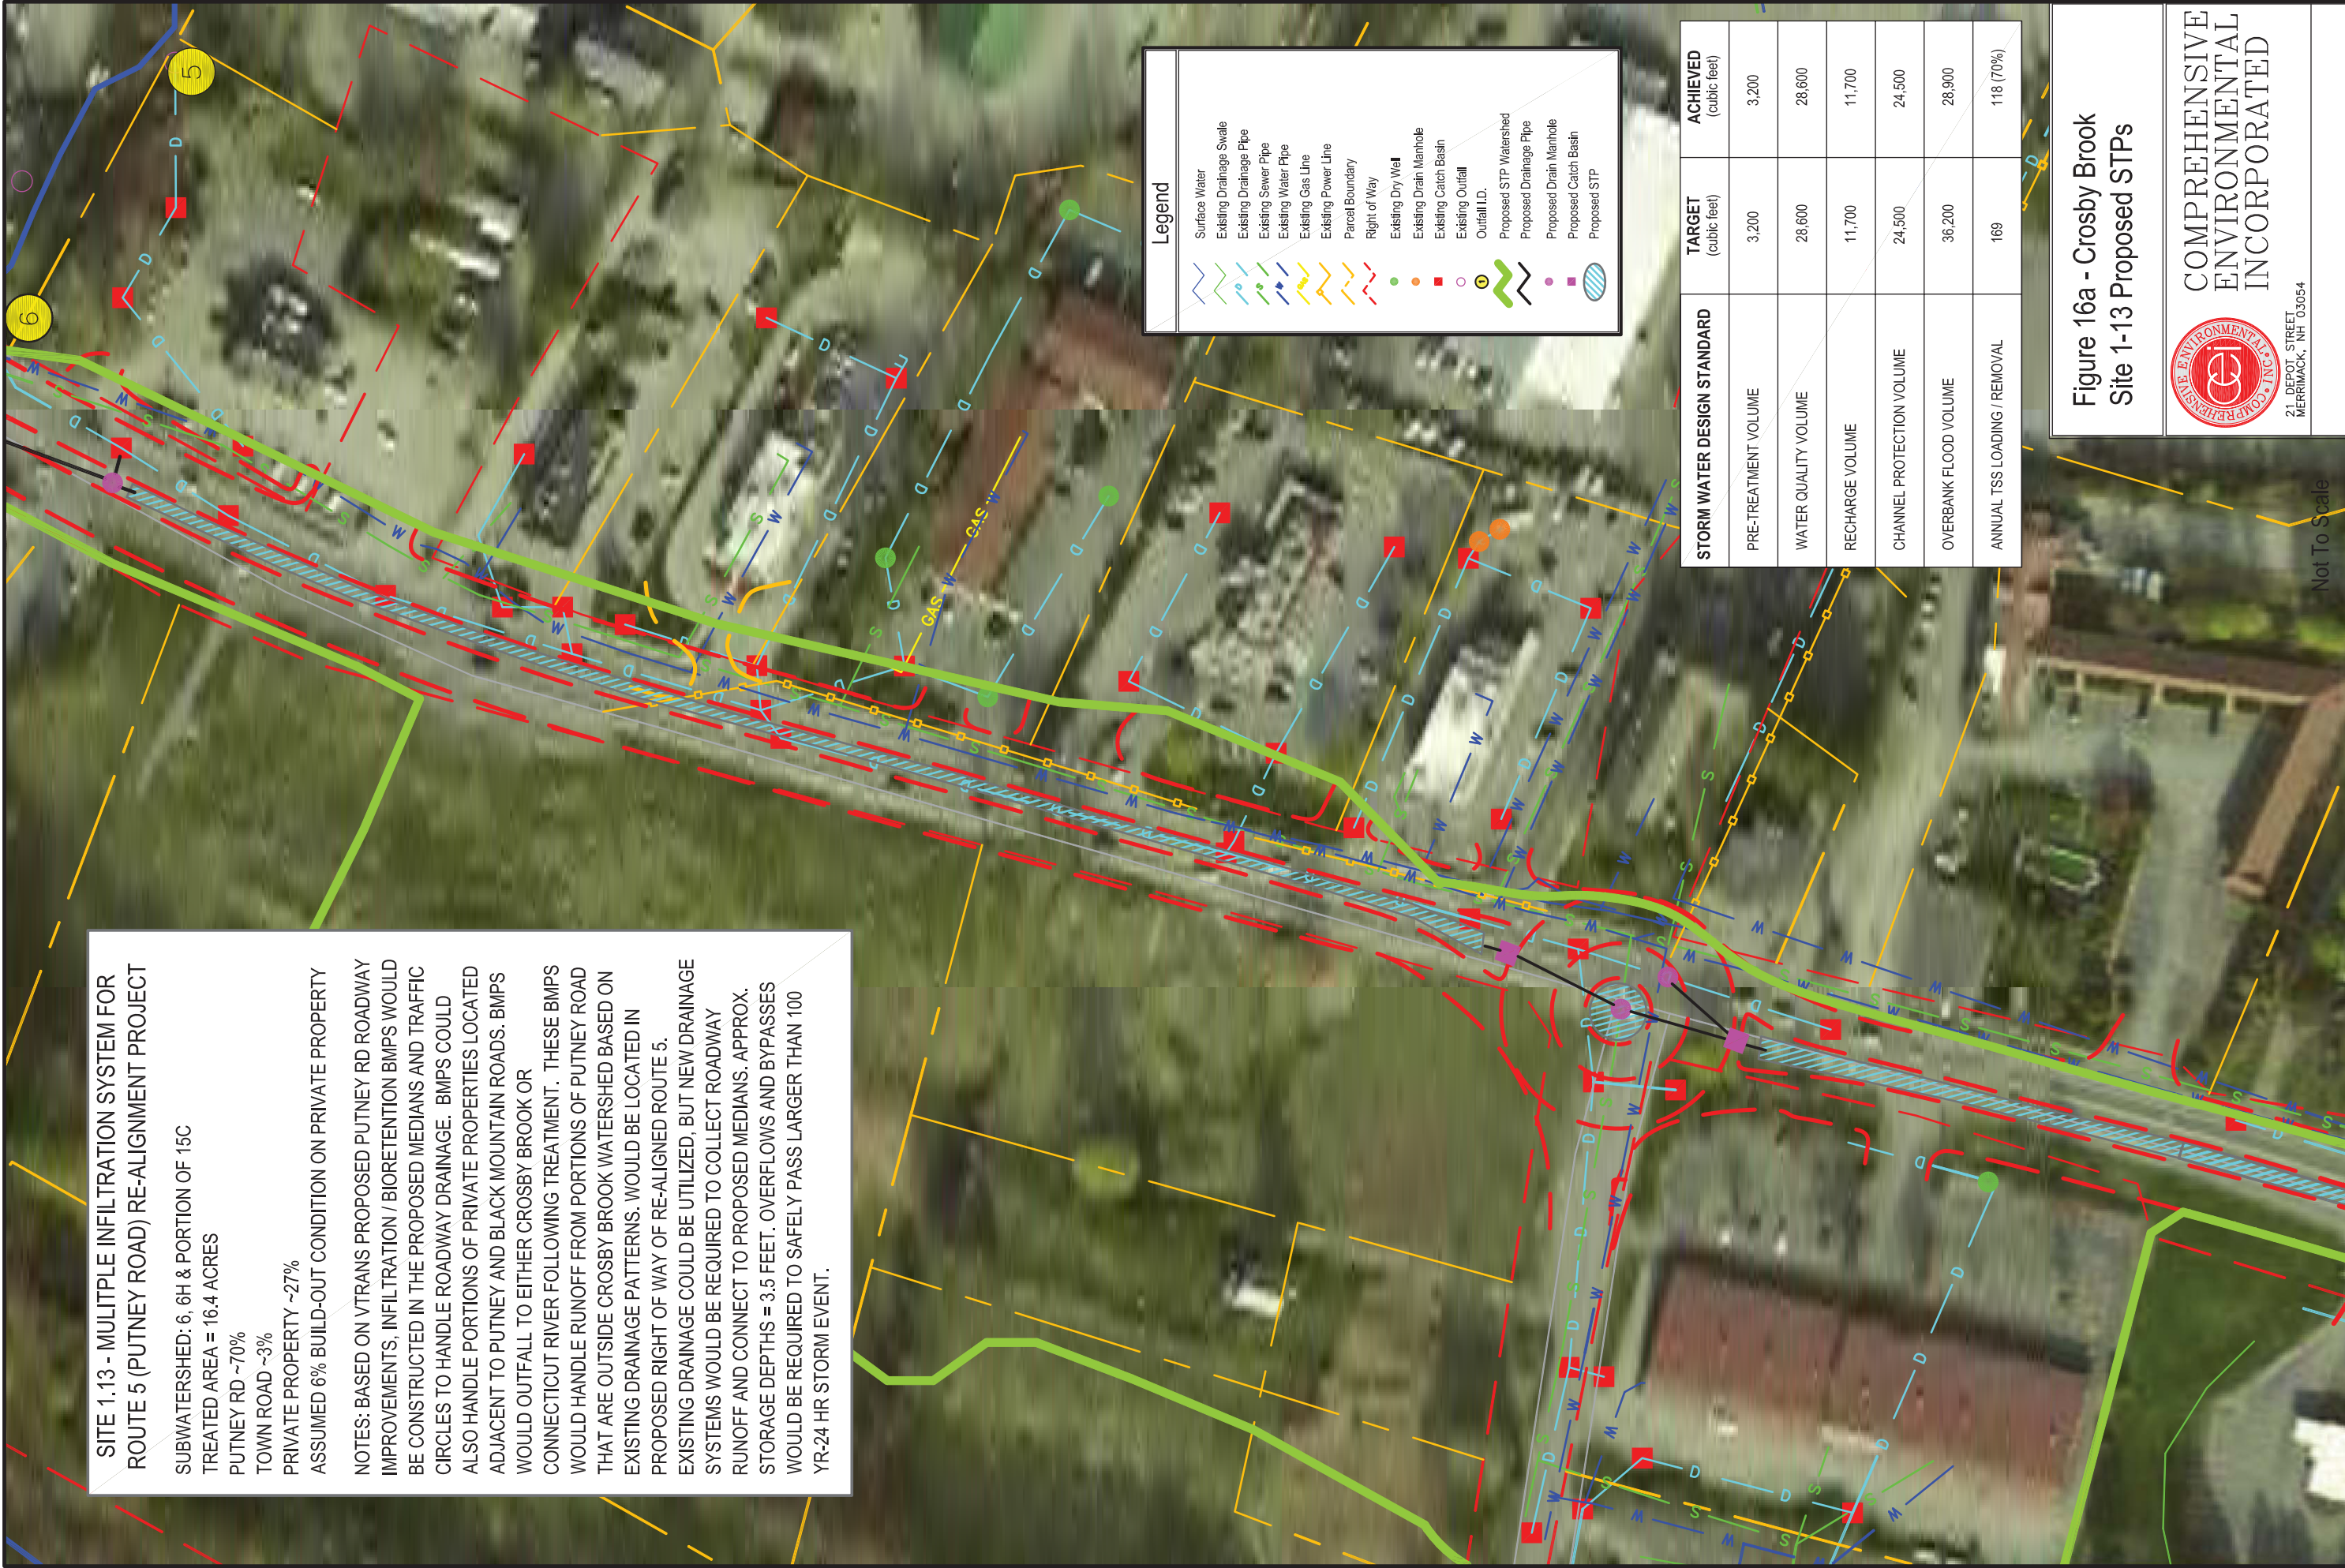 SITE 1.13 - MULITPLE INFILTRATION SYSTEM FOR
ROUTE 5 (PUTNEY ROAD) RE-ALIGNMENT PROJECT
SUBWATERSHED: 6, 6H & PORTION OF 15C
TREATED AREA = 16.4 ACRES
PUTNEY RD ~70%
TOWN ROAD ~3%
PRIVATE PROPERTY ~27%
ASSUMED 6% BUILD-OUT CONDITION ON PRIVATE PROPERTY
NOTES: BASED ON VTRANS PROPOSED PUTNEY RD ROADWAY
IMPROVEMENTS, INFILTRATION / BIORETENTION BMPS WOULD
BE CONSTRUCTED IN THE PROPOSED MEDIANS AND TRAFFIC
CIRCLES TO HANDLE ROADWAY DRAINAGE. BMPS COULD
ALSO HANDLE PORTIONS OF PRIVATE PROPERTIES LOCATED
ADJACENT TO PUTNEY AND BLACK MOUNTAIN ROADS. BMPS
WOULD OUTFALL TO EITHER CROSBY BROOK OR
CONNECTICUT RIVER FOLLOWING TREATMENT. THESE BMPS
WOULD HANDLE RUNOFF FROM PORTIONS OF PUTNEY ROAD
THAT ARE OUTSIDE CROSBY BROOK WATERSHED BASED ON
EXISTING DRAINAGE PATTERNS. WOULD BE LOCATED IN
PROPOSED RIGHT OF WAY OF RE-ALIGNED ROUTE 5.
EXISTING DRAINAGE COULD BE UTILIZED, BUT NEW DRAINAGE
SYSTEMS WOULD BE REQUIRED TO COLLECT ROADWAY
RUNOFF AND CONNECT TO PROPOSED MEDIANS. APPROX.
STORAGE DEPTHS = 3.5 FEET. OVERFLOWS AND BYPASSES
WOULD BE REQUIRED TO SAFELY PASS LARGER THAN 100
YR-24 HR STORM EVENT.
6
5
GAS
W
GAS
W
Legend
Surface Water
Existing Drainage Swale
Existing Drainage Pipe
Existing Sewer Pipe
Existing Water Pipe
Existing Gas Line
Existing Power Line
Parcel Boundary
Right of Way
Existing Dry Well
Existing Drain Manhole
Existing Catch Basin
Existing Outfall
1 Outfall I.D.
Proposed STP Watershed
Proposed Drainage Pipe
Proposed Drain Manhole
Proposed Catch Basin
Proposed STP
STORM WATER DESIGN STANDARD TARGET (cubic feet) ACHIEVED (cubic feet)
PRE-TREATMENT VOLUME 3,200 3,200
WATER QUALITY VOLUME 28,600 28,600
RECHARGE VOLUME 11,700 11,700
CHANNEL PROTECTION VOLUME 24,500 24,500
OVERBANK FLOOD VOLUME 36,200 28,900
ANNUAL TSS LOADING / REMOVAL 169 118 (70%)
Figure 16a - Crosby Brook
Site 1-13 Proposed STPs
COMPREHENSIVE ENVIRONMENTAL INC.
cei
COMPREHENSIVE
ENVIRONMENTAL
INCORPORATED
21 DEPOT STREET
MERRIMACK, NH 03054
Not To Scale